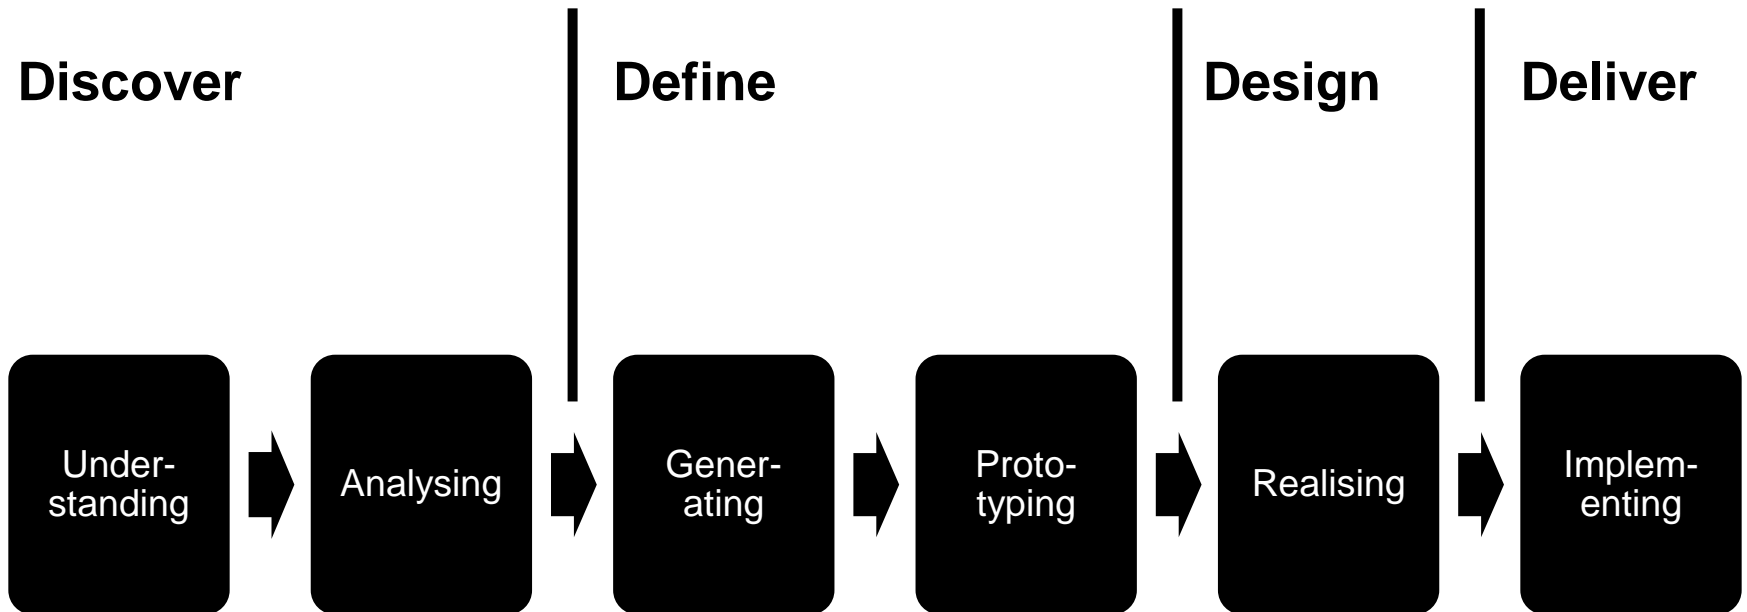 Discover
Define
Design
Deliver
Under-
standing
Analysing
Gener-
ating
Proto-
typing
Realising
Implem-
enting